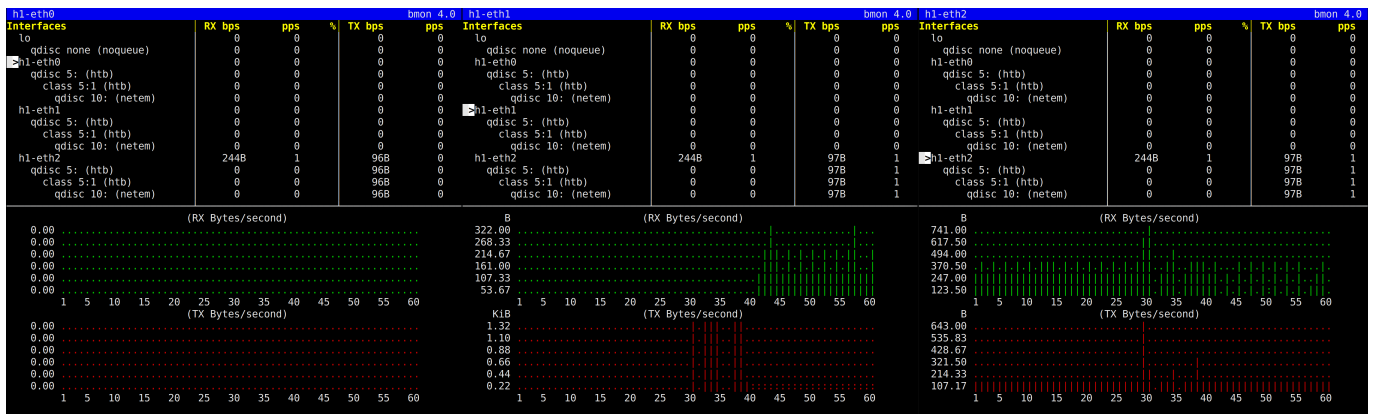 h1-eth0 bmon 4.0
Interfaces RX bps pps % TX bps pps
lo 0 0 0 0
qdisc none (noqueue) 0 0 0 0
>h1-eth0 0 0 0 0
qdisc 5: (htb) 0 0 0 0
class 5:1 (htb) 0 0 0 0
qdisc 10: (netem) 0 0 0 0
h1-eth1 0 0 0 0
qdisc 5: (htb) 0 0 0 0
class 5:1 (htb) 0 0 0 0
qdisc 10: (netem) 0 0 0 0
h1-eth2 244B 1 96B 0
qdisc 5: (htb) 0 0 96B 0
class 5:1 (htb) 0 0 96B 0
qdisc 10: (netem) 0 0 96B 0
(RX Bytes/second)
0.00
0.00
0.00
0.00
0.00
0.00
1 5 10 15 20 25 30 35 40 45 50 55 60
(TX Bytes/second)
0.00
0.00
0.00
0.00
0.00
0.00
1 5 10 15 20 25 30 35 40 45 50 55 60
h1-eth1 bmon 4.0
Interfaces RX bps pps % TX bps pps
lo 0 0 0 0
qdisc none (noqueue) 0 0 0 0
h1-eth0 0 0 0 0
qdisc 5: (htb) 0 0 0 0
class 5:1 (htb) 0 0 0 0
qdisc 10: (netem) 0 0 0 0
>h1-eth1 0 0 0 0
qdisc 5: (htb) 0 0 0 0
class 5:1 (htb) 0 0 0 0
qdisc 10: (netem) 0 0 0 0
h1-eth2 244B 1 97B 1
qdisc 5: (htb) 0 0 97B 1
class 5:1 (htb) 0 0 97B 1
qdisc 10: (netem) 0 0 97B 1
B (RX Bytes/second)
322.00
268.33
214.67
161.00
107.33
53.67
1 5 10 15 20 25 30 35 40 45 50 55 60
KiB (TX Bytes/second)
1.32
1.10
0.88
0.66
0.44
0.22
1 5 10 15 20 25 30 35 40 45 50 55 60
h1-eth2 bmon 4.0
Interfaces RX bps pps % TX bps pps
lo 0 0 0 0
qdisc none (noqueue) 0 0 0 0
h1-eth0 0 0 0 0
qdisc 5: (htb) 0 0 0 0
class 5:1 (htb) 0 0 0 0
qdisc 10: (netem) 0 0 0 0
h1-eth1 0 0 0 0
qdisc 5: (htb) 0 0 0 0
class 5:1 (htb) 0 0 0 0
qdisc 10: (netem) 0 0 0 0
>h1-eth2 244B 1 97B 1
qdisc 5: (htb) 0 0 97B 1
class 5:1 (htb) 0 0 97B 1
qdisc 10: (netem) 0 0 97B 1
B (RX Bytes/second)
741.00
617.50
494.00
370.50
247.00
123.50
1 5 10 15 20 25 30 35 40 45 50 55 60
B (TX Bytes/second)
643.00
535.83
428.67
321.50
214.33
107.17
1 5 10 15 20 25 30 35 40 45 50 55 60